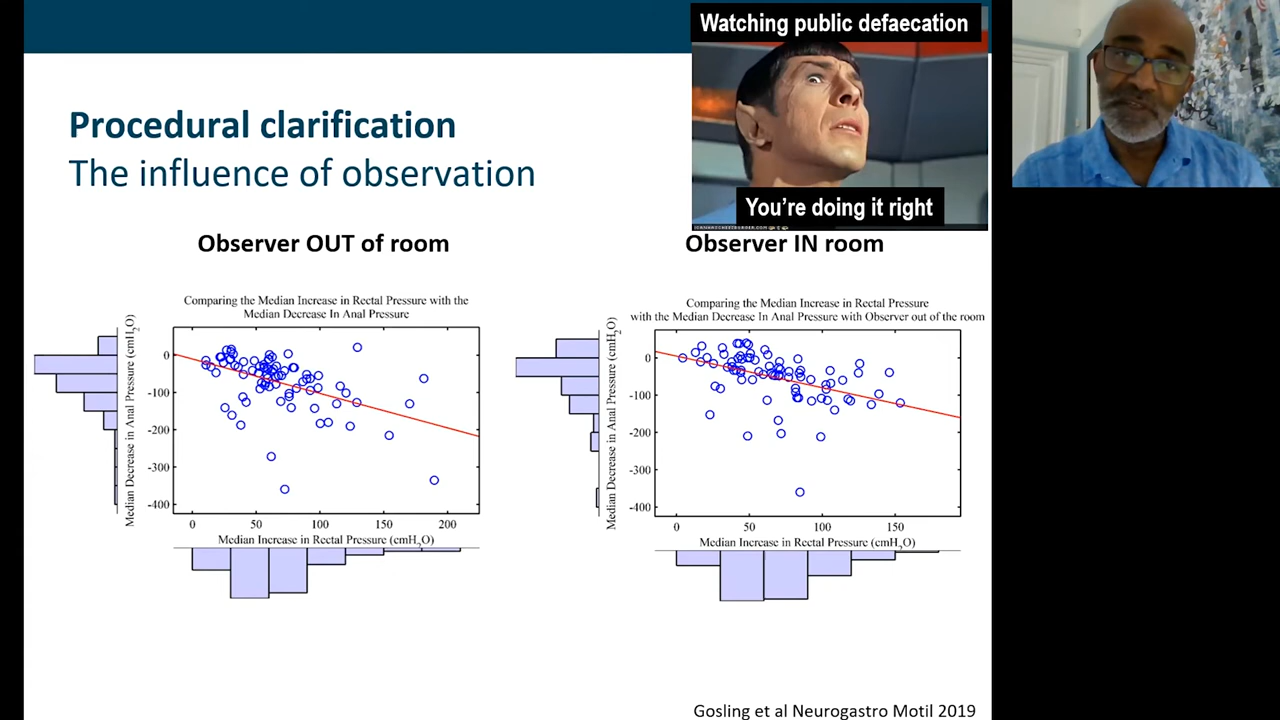 Watching public defaecation
You're doing it right
Procedural clarification
The influence of observation
Observer OUT of room
Observer IN room
Comparing the Median Increase in Rectal Pressure with the
Median Decrease In Anal Pressure
Median Decrease in Anal Pressure (cmH2O)
0
-100
-200
-300
-400
0 50 100 150 200
Median Increase in Rectal Pressure (cmH2O)
Comparing the Median Increase in Rectal Pressure
with the Median Decrease In Anal Pressure with Observer out of the room
Median Decrease in Anal Pressure (cmH2O)
0
-100
-200
-300
-400
0 50 100 150
Median Increase in Rectal Pressure (cmH2O)
Gosling et al Neurogastro Motil 2019